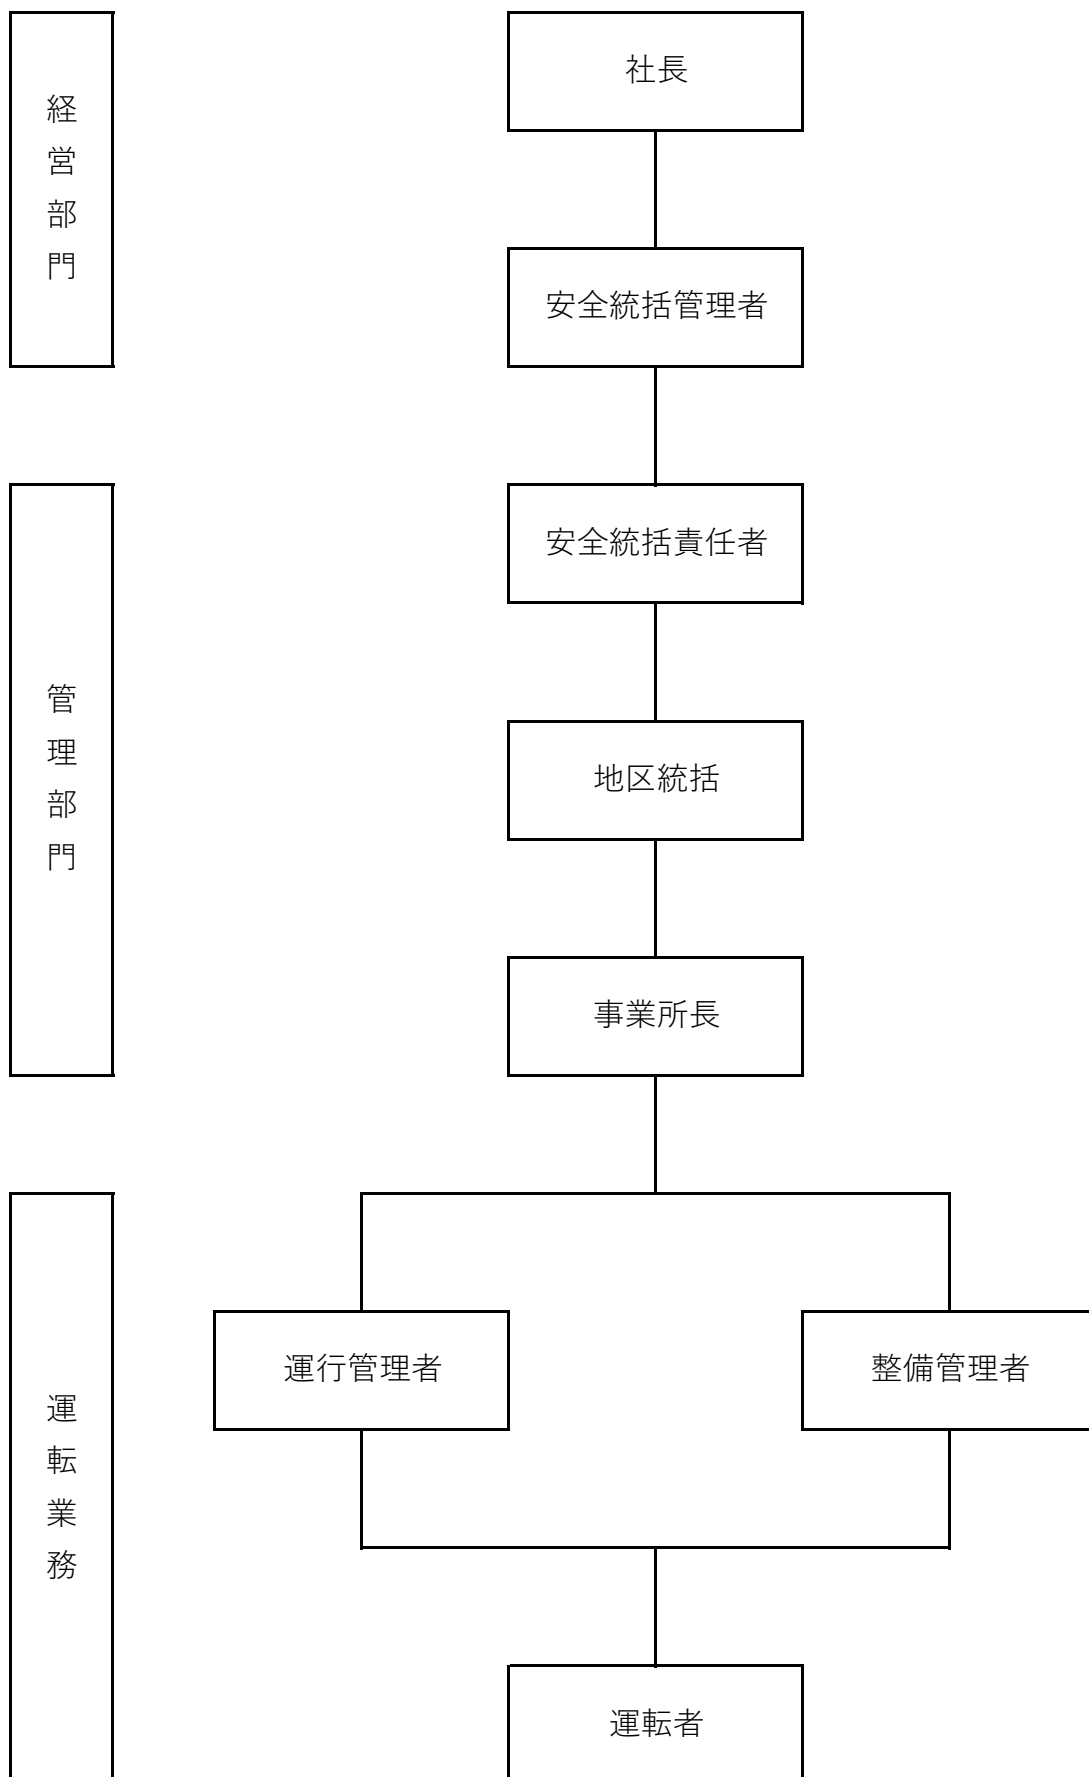 経営部門
社長
安全統括管理者
管理部門
安全統括責任者
地区統括
事業所長
運転業務
運行管理者
整備管理者
運転者